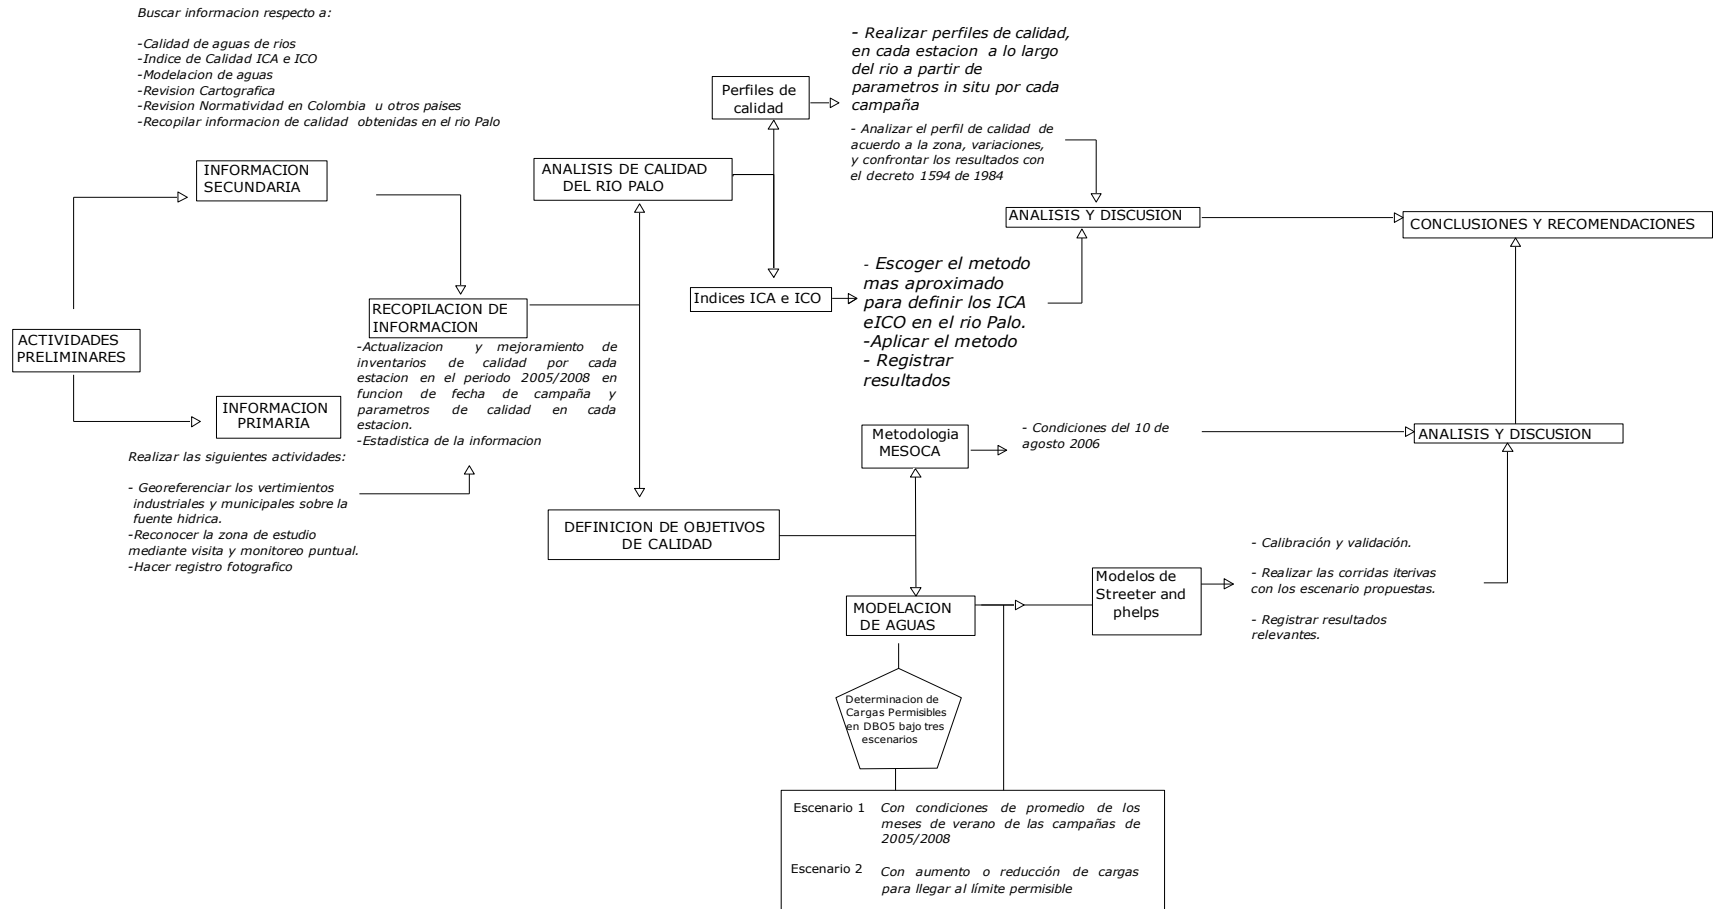 Buscar informacion respecto a:
-Calidad de aguas de rios
-Indice de Calidad ICA e ICO
-Modelacion de aguas
-Revision Cartografica
-Revision Normatividad en Colombia u otros paises
-Recopilar informacion de calidad obtenidas en el rio Palo
INFORMACION
SECUNDARIA
ACTIVIDADES
PRELIMINARES
INFORMACION
PRIMARIA
Realizar las siguientes actividades:
- Georeferenciar los vertimientos
industriales y municipales sobre la
fuente hidrica.
-Reconocer la zona de estudio
mediante visita y monitoreo puntual.
-Hacer registro fotografico
RECOPILACION DE
INFORMACION
-Actualizacion y mejoramiento de
inventarios de calidad por cada
estacion en el periodo 2005/2008 en
funcion de fecha de campaña y
parametros de calidad en cada
estacion.
-Estadistica de la informacion
ANALISIS DE CALIDAD
DEL RIO PALO
Perfiles de
calidad
- Realizar perfiles de calidad,
en cada estacion a lo largo
del rio a partir de
parametros in situ por cada
campaña
- Analizar el perfil de calidad de
acuerdo a la zona, variaciones,
y confrontar los resultados con
el decreto 1594 de 1984
Indices ICA e ICO
- Escoger el metodo
mas aproximado
para definir los ICA
eICO en el rio Palo.
-Aplicar el metodo
- Registrar
resultados
ANALISIS Y DISCUSION
CONCLUSIONES Y RECOMENDACIONES
DEFINICION DE OBJETIVOS
DE CALIDAD
Metodologia
MESOCA
- Condiciones del 10 de
agosto 2006
ANALISIS Y DISCUSION
MODELACION
DE AGUAS
Modelos de
Streeter and
phelps
- Calibración y validación.
- Realizar las corridas iterivas
con los escenario propuestas.
- Registrar resultados
relevantes.
Determinacion de
Cargas Permisibles
en DBO5 bajo tres
escenarios
Escenario 1 Con condiciones de promedio de los
meses de verano de las campañas de
2005/2008
Escenario 2 Con aumento o reducción de cargas
para llegar al límite permisible